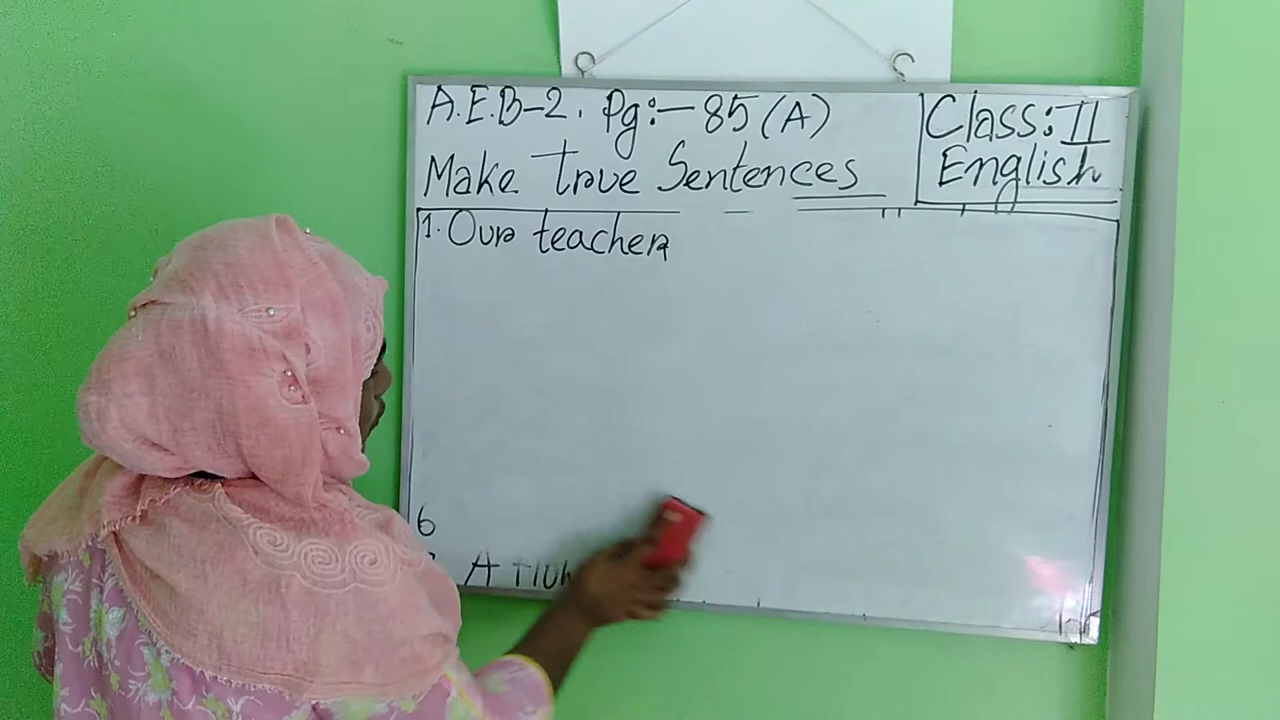 A.E.B-2. Pg:-85(A)
Make True Sentences
Class: II
English
1. Our teacher
6
A